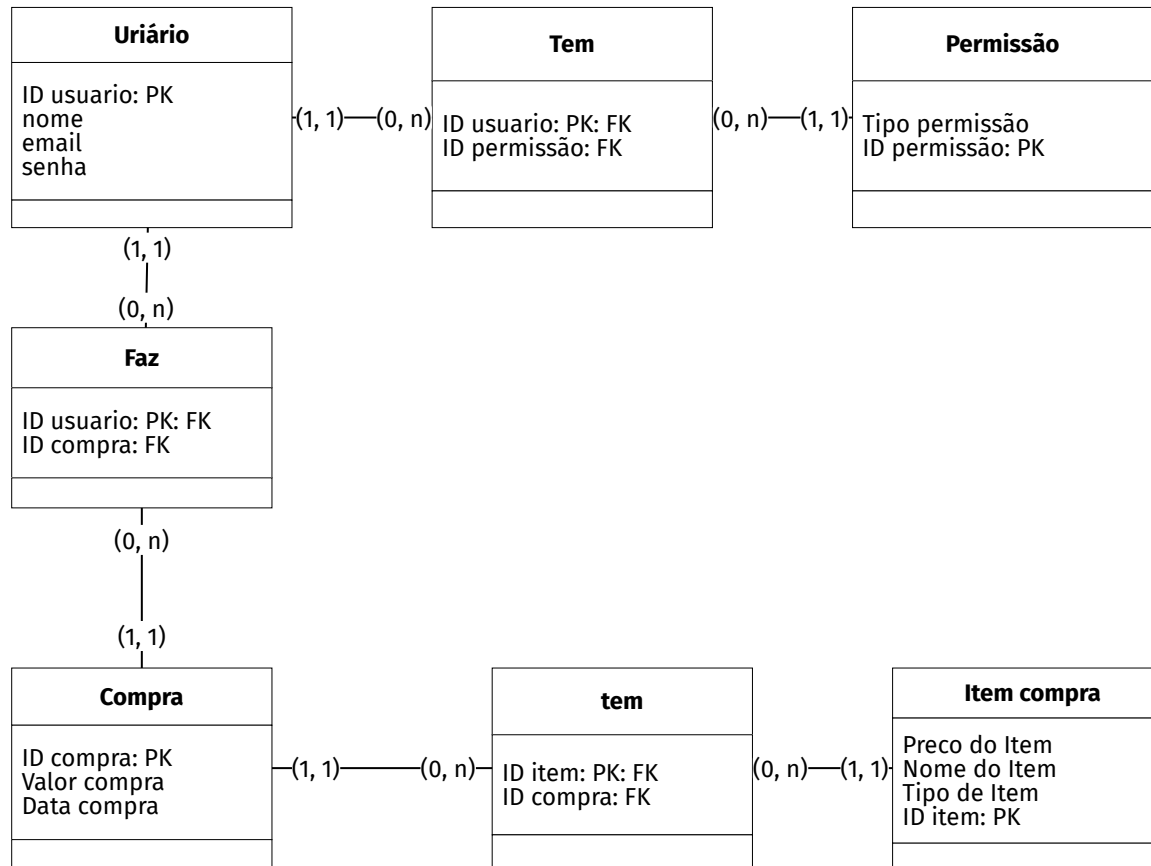 Uriário
ID usuario: PK
nome
email
senha
(1, 1)
(0, n)
Tem
ID usuario: PK: FK
ID permissão: FK
(0, n)
(1, 1)
Permissão
Tipo permissão
ID permissão: PK
(1, 1)
(0, n)
Faz
ID usuario: PK: FK
ID compra: FK
(0, n)
(1, 1)
Compra
ID compra: PK
Valor compra
Data compra
(1, 1)
(0, n)
tem
ID item: PK: FK
ID compra: FK
(0, n)
(1, 1)
Item compra
Preco do Item
Nome do Item
Tipo de Item
ID item: PK